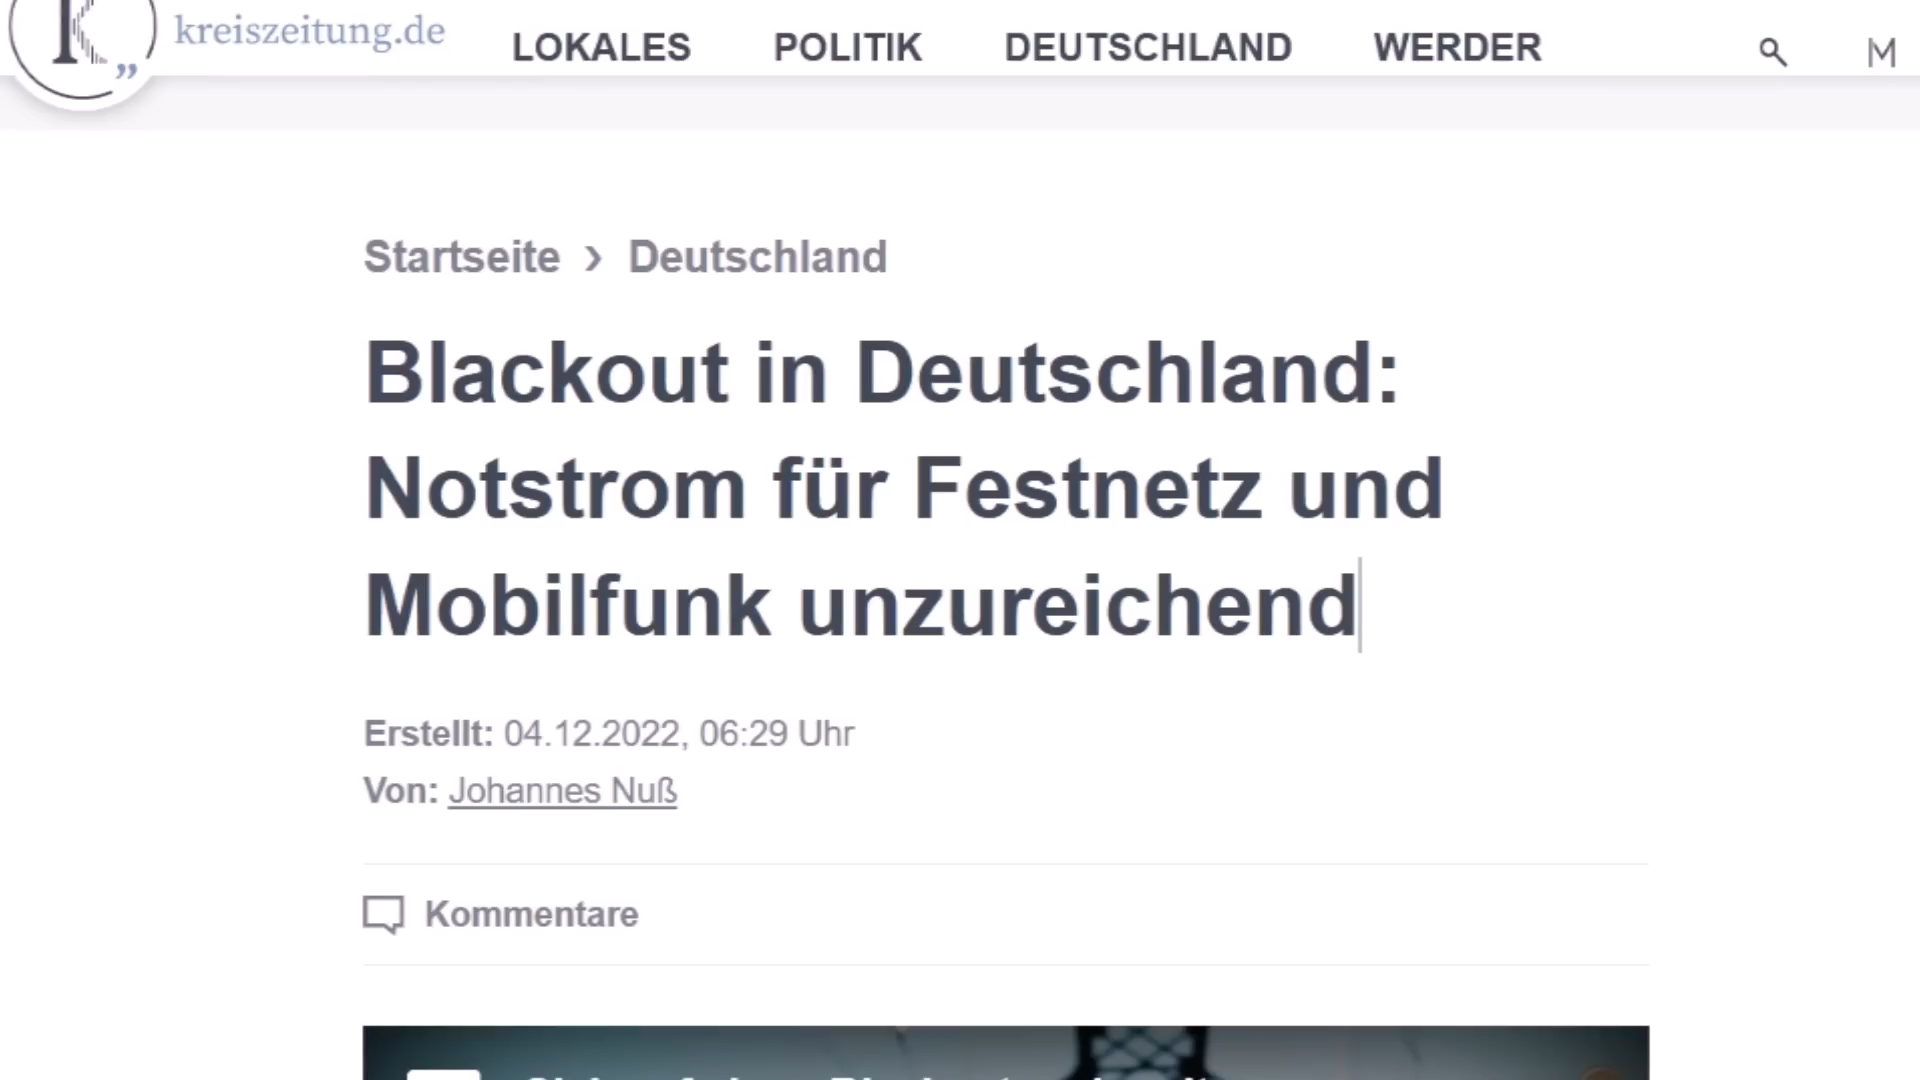 kreiszeitung.de
LOKALES POLITIK DEUTSCHLAND WERDER M
Startseite › Deutschland
Blackout in Deutschland:
Notstrom für Festnetz und
Mobilfunk unzureichend
Erstellt: 04.12.2022, 06:29 Uhr
Von: Johannes Nuß
Kommentare